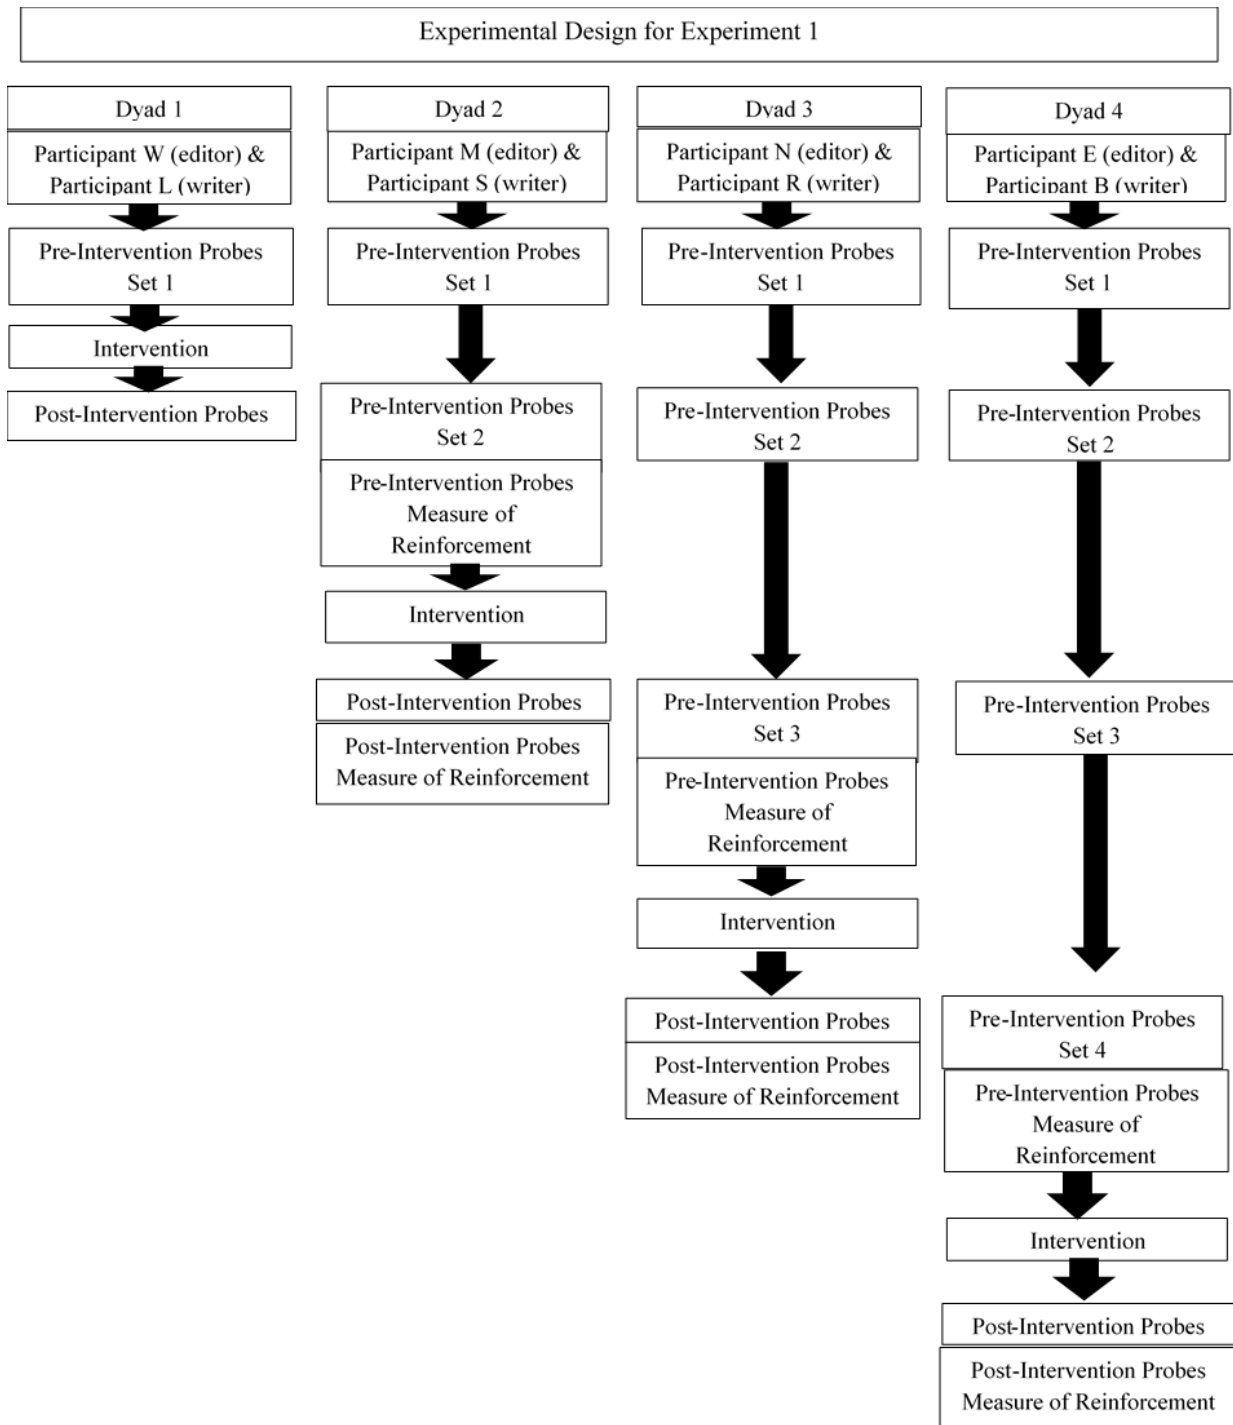 Experimental Design for Experiment 1
Dyad 1
Participant W (editor) &
Participant L (writer)
Pre-Intervention Probes
Set 1
Intervention
Post-Intervention Probes
Dyad 2
Participant M (editor) &
Participant S (writer)
Pre-Intervention Probes
Set 1
Pre-Intervention Probes
Set 2
Pre-Intervention Probes
Measure of
Reinforcement
Intervention
Post-Intervention Probes
Post-Intervention Probes
Measure of Reinforcement
Dyad 3
Participant N (editor) &
Participant R (writer)
Pre-Intervention Probes
Set 1
Pre-Intervention Probes
Set 2
Pre-Intervention Probes
Set 3
Pre-Intervention Probes
Measure of
Reinforcement
Intervention
Post-Intervention Probes
Post-Intervention Probes
Measure of Reinforcement
Dyad 4
Participant E (editor) &
Participant B (writer)
Pre-Intervention Probes
Set 1
Pre-Intervention Probes
Set 2
Pre-Intervention Probes
Set 3
Pre-Intervention Probes
Set 4
Pre-Intervention Probes
Measure of
Reinforcement
Intervention
Post-Intervention Probes
Post-Intervention Probes
Measure of Reinforcement